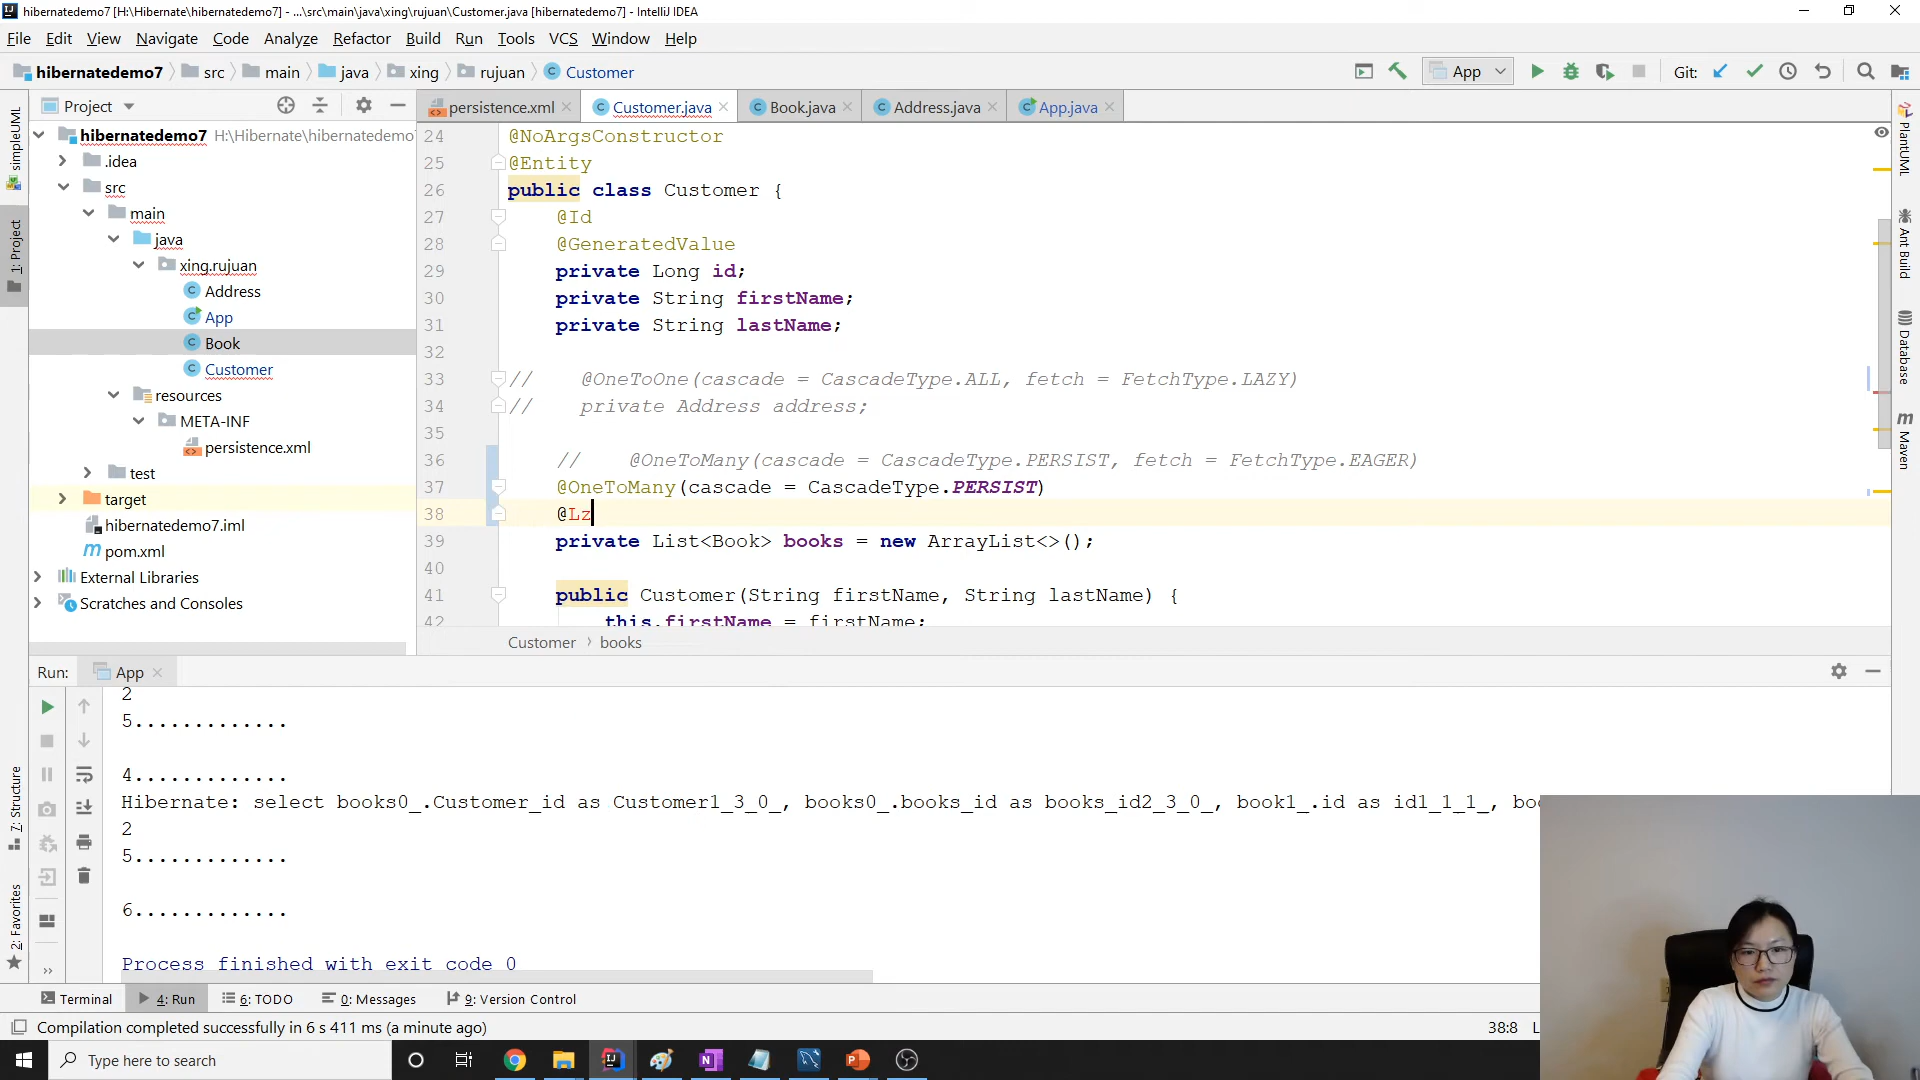 hibernatedemo7 [H:\Hibernate\hibernatedemo7] - ...\src\main\java\xing\rujuan\Customer.java [hibernatedemo7] - IntelliJ IDEA
File Edit View Navigate Code Analyze Refactor Build Run Tools VCS Window Help
hibernatedemo7 src main java xing rujuan Customer App Git:
Project persistence.xml Customer.java Book.java Address.java App.java
hibernatedemo7 H:\Hibernate\hibernatedemo
.idea
src
main
java
xing.rujuan
Address
App
Book
Customer
resources
META-INF
persistence.xml
test
target
hibernatedemo7.iml
pom.xml
External Libraries
Scratches and Consoles
simpleUML
1: Project
7: Structure
2: Favorites
24 @NoArgsConstructor
25 @Entity
26 public class Customer {
27 @Id
28 @GeneratedValue
29 private Long id;
30 private String firstName;
31 private String lastName;
32
33 // @OneToOne(cascade = CascadeType.ALL, fetch = FetchType.LAZY)
34 // private Address address;
35
36 // @OneToMany(cascade = CascadeType.PERSIST, fetch = FetchType.EAGER)
37 @OneToMany(cascade = CascadeType.PERSIST)
38 @Lz
39 private List<Book> books = new ArrayList<>();
40
41 public Customer(String firstName, String lastName) {
42 this.firstName = firstName;
Customer › books
PlantUML
Ant Build
Database
Maven
Run: App
2
5.............
4.............
Hibernate: select books0_.Customer_id as Customer1_3_0_, books0_.books_id as books_id2_3_0_, book1_.id as id1_1_1_, boo
2
5.............
6.............
Process finished with exit code 0
Terminal 4: Run 6: TODO 0: Messages 9: Version Control
Compilation completed successfully in 6 s 411 ms (a minute ago) 38:8
Type here to search